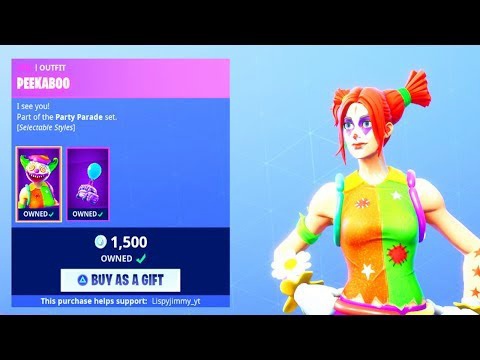 ! OUTFIT
PEEKABOO
I see you!
Part of the Party Parade set.
[Selectable Styles]
OWNED✓ OWNED✓
1,500
OWNED ✓
BUY AS A GIFT
This purchase helps support: Lispyjimmy_yt